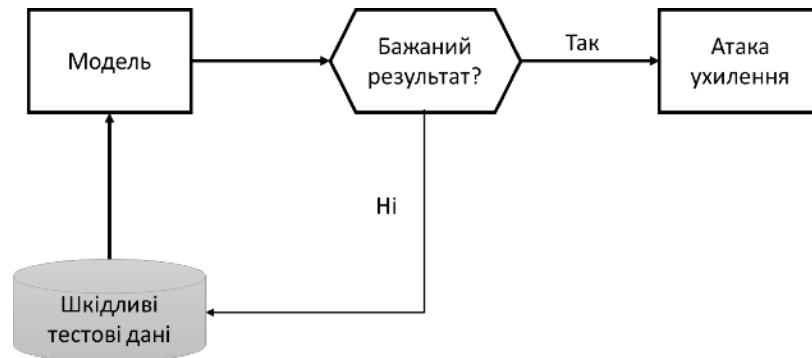 Модель
Бажаний
результат?
Так
Атака
ухилення
Ні
Шкідливі
тестові дані